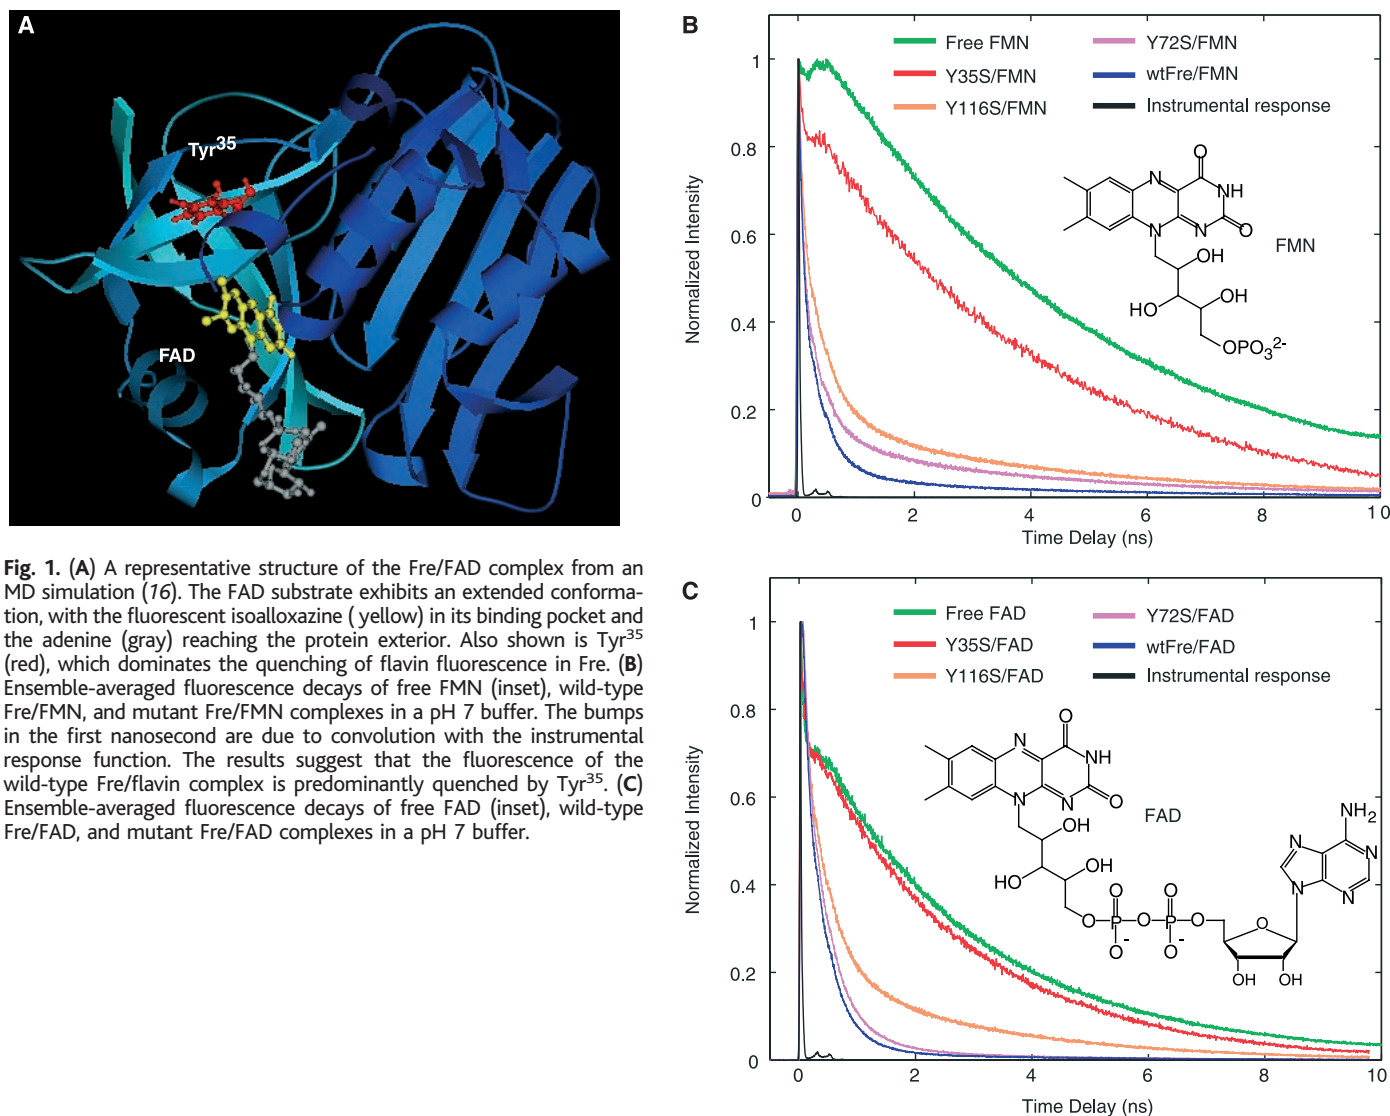 A
Tyr35
FAD
Fig. 1. (A) A representative structure of the Fre/FAD complex from an
MD simulation (16). The FAD substrate exhibits an extended conforma-
tion, with the fluorescent isoalloxazine (yellow) in its binding pocket and
the adenine (gray) reaching the protein exterior. Also shown is Tyr35
(red), which dominates the quenching of flavin fluorescence in Fre. (B)
Ensemble-averaged fluorescence decays of free FMN (inset), wild-type
Fre/FMN, and mutant Fre/FMN complexes in a pH 7 buffer. The bumps
in the first nanosecond are due to convolution with the instrumental
response function. The results suggest that the fluorescence of the
wild-type Fre/flavin complex is predominantly quenched by Tyr35. (C)
Ensemble-averaged fluorescence decays of free FAD (inset), wild-type
Fre/FAD, and mutant Fre/FAD complexes in a pH 7 buffer.
B
Free FMN
Y35S/FMN
Y116S/FMN
Y72S/FMN
wtFre/FMN
Instrumental response
Normalized Intensity
1
0.8
0.6
0.4
0.2
0
O
N
NH
N
N
O
OH
HO
OH
OPO32-
FMN
0 2 4 6 8 10
Time Delay (ns)
C
Free FAD
Y35S/FAD
Y116S/FAD
Y72S/FAD
wtFre/FAD
Instrumental response
Normalized Intensity
1
0.8
0.6
0.4
0.2
0
O
N
NH
N
N
O
FAD
OH
HO
OH
O
O
O
P
O
P
O
-
-
O
O
NH2
N
N
N
N
O
OH
OH
0 2 4 6 8 10
Time Delay (ns)